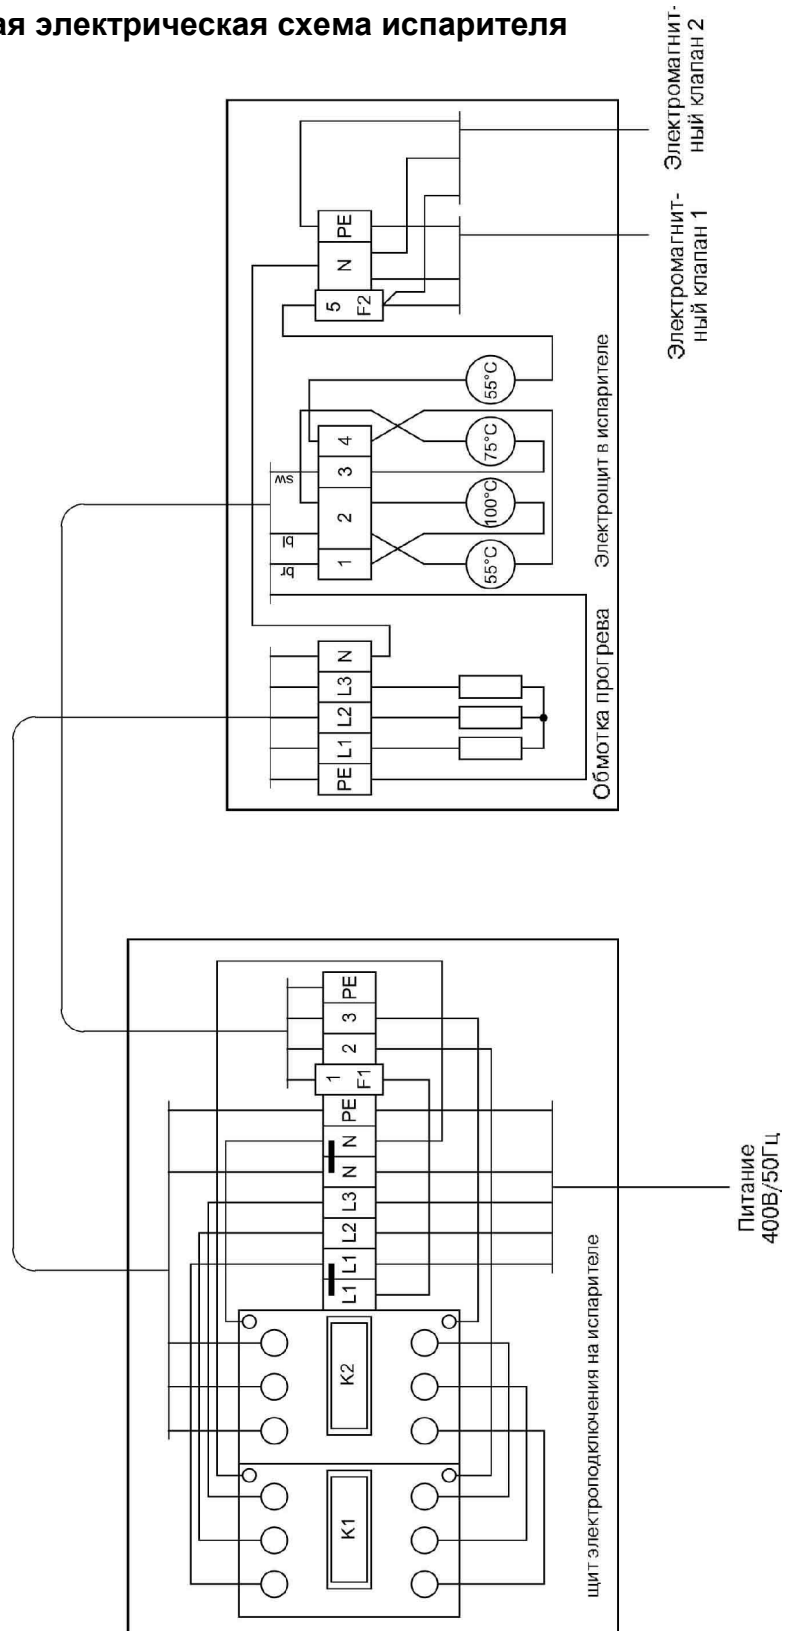 ая электрическая схема испарителя
Электромагнит-
ный клапан 2
Электромагнит-
ный клапан 1
PE
N
5
F2
4
3
2
1
sw
bl
br
55°C
75°C
100°C
55°C
Электрощит в испарителе
N
L3
L2
L1
PE
Обмотка прогрева
PE
3
2
1
F1
PE
N
N
L3
L2
L1
L1
K2
K1
щит электроподключения на испарителе
Питание
400В/50Гц